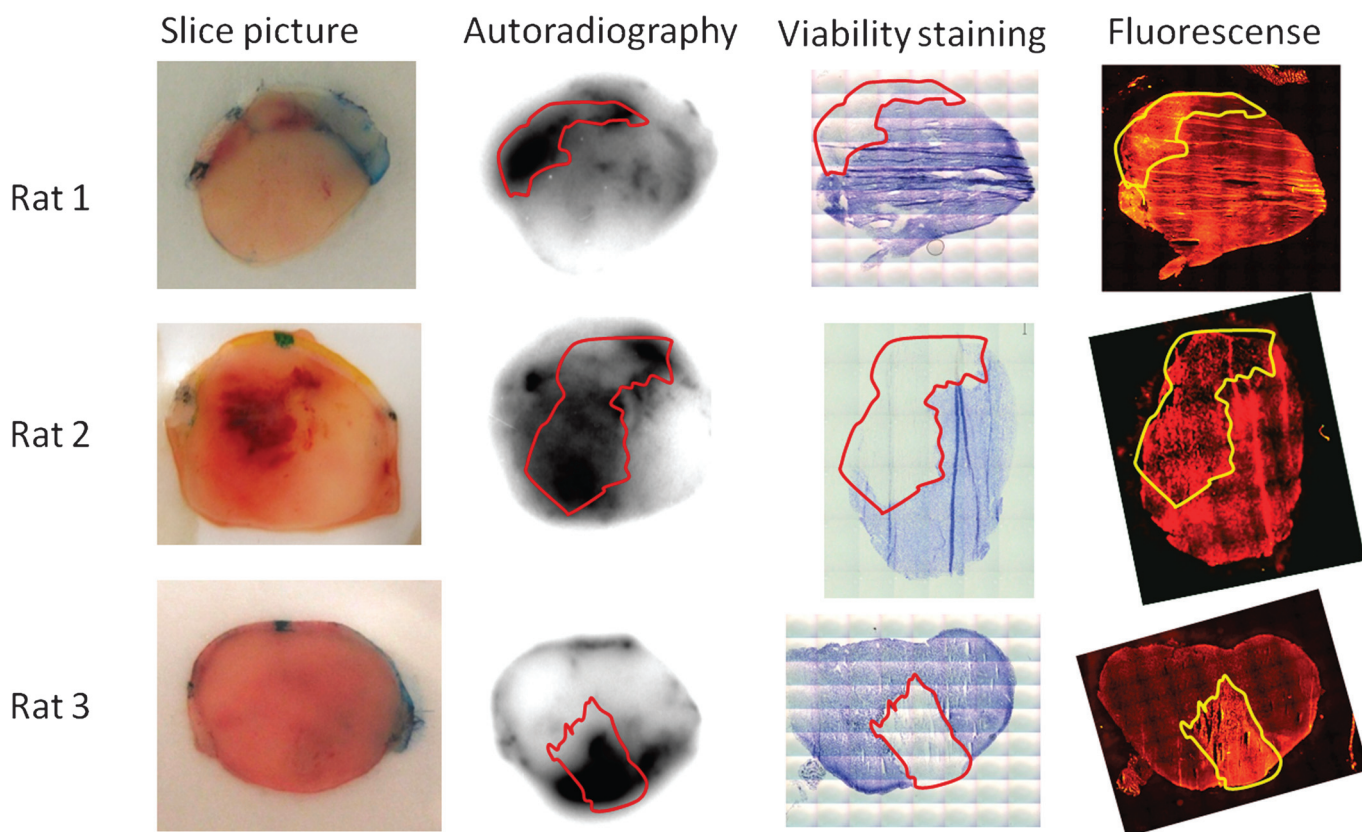 Slice picture Autoradiography Viability staining Fluorescense
Rat 1
Rat 2
Rat 3